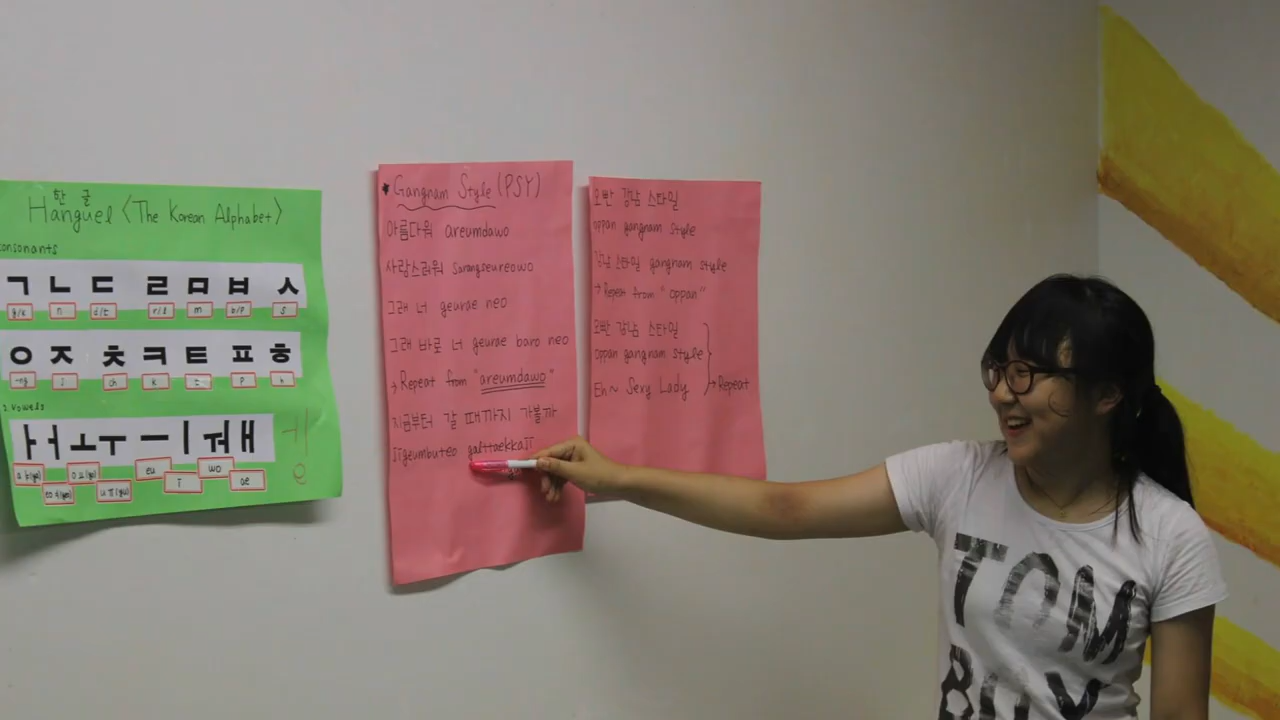 한글
Hanguel <The Korean Alphabet>
consonants
ㄱ ㄴ ㄷ ㄹ ㅁ ㅂ ㅅ
g/k n d/t r/l m b/p s
ㅇ ㅈ ㅊ ㅋ ㅌ ㅍ ㅎ
-ng j ch k t p h
2. Vowels
ㅏ ㅓ ㅗ ㅜ ㅡ ㅣ ㅝ ㅐ
eu wo
i ae
* Gangnam Style (PSY)
아름다워 areumdawo
사랑스러워 sarangseureowo
그래 너 geurae neo
그래 바로 너 geurae baro neo
→ Repeat from "areumdawo"
지금부터 갈 때까지 가볼까
jigeumbuteo galttaekkaji
오빤 강남 스타일
oppan gangnam style
강남 스타일 gangnam style
→ Repeat from "oppan"
오빤 강남 스타일
oppan gangnam style
Eh~ Sexy Lady → Repeat
TOM
BOY